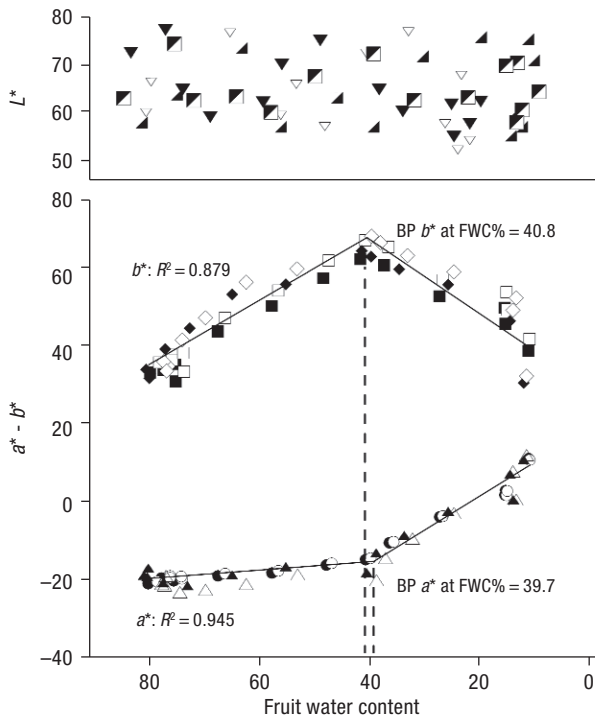 80
70
60
50
L*
80
60
40
20
0
−20
−40
a* - b*
b*: R² = 0.879
BP b* at FWC% = 40.8
a*: R² = 0.945
BP a* at FWC% = 39.7
80 60 40 20 0
Fruit water content